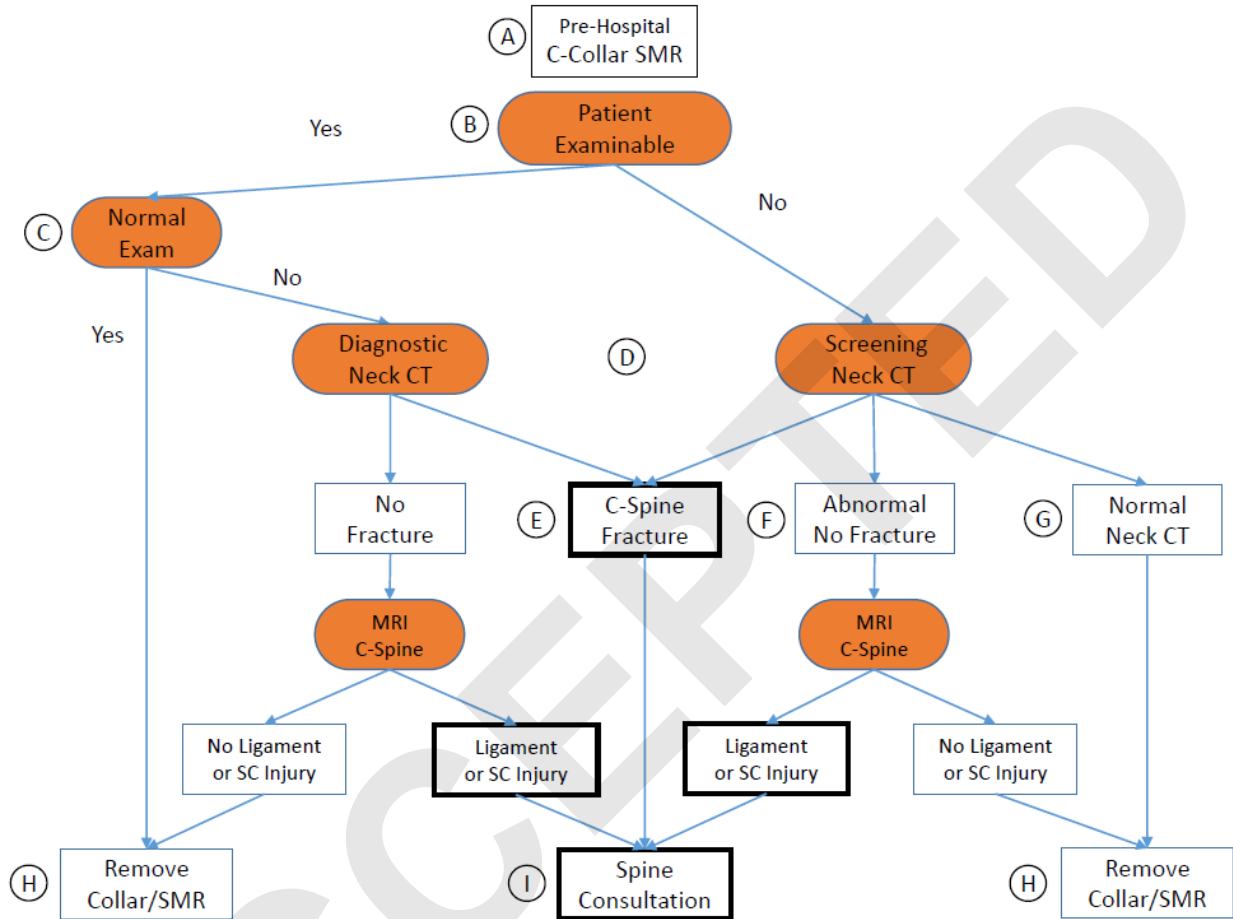 A
Pre-Hospital
C-Collar SMR
B
Patient
Examinable
Yes
No
C
Normal
Exam
No
Yes
Diagnostic
Neck CT
D
Screening
Neck CT
No
Fracture
E
C-Spine
Fracture
F
Abnormal
No Fracture
G
Normal
Neck CT
MRI
C-Spine
MRI
C-Spine
No Ligament
or SC Injury
Ligament
or SC Injury
Ligament
or SC Injury
No Ligament
or SC Injury
H
Remove
Collar/SMR
I
Spine
Consultation
H
Remove
Collar/SMR
CCEPTED